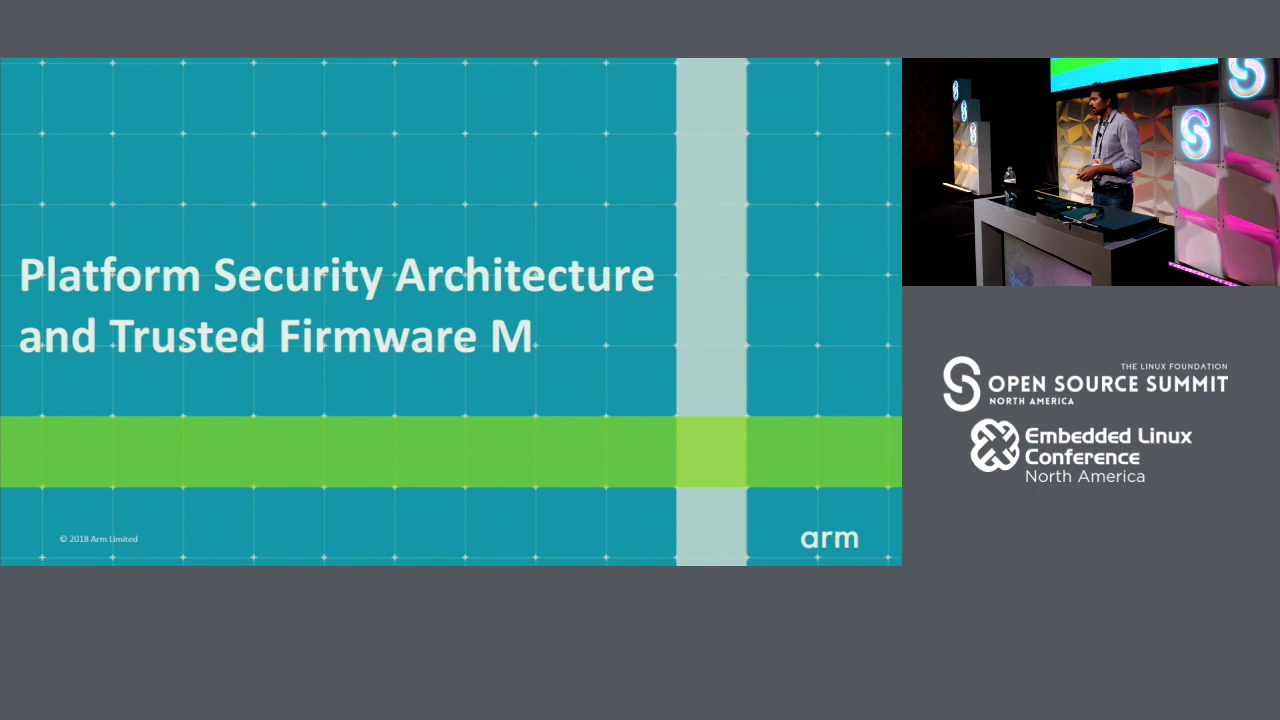 Platform Security Architecture
and Trusted Firmware M
© 2018 Arm Limited
arm
THE LINUX FOUNDATION
OPEN SOURCE SUMMIT
NORTH AMERICA
Embedded Linux
Conference
North America